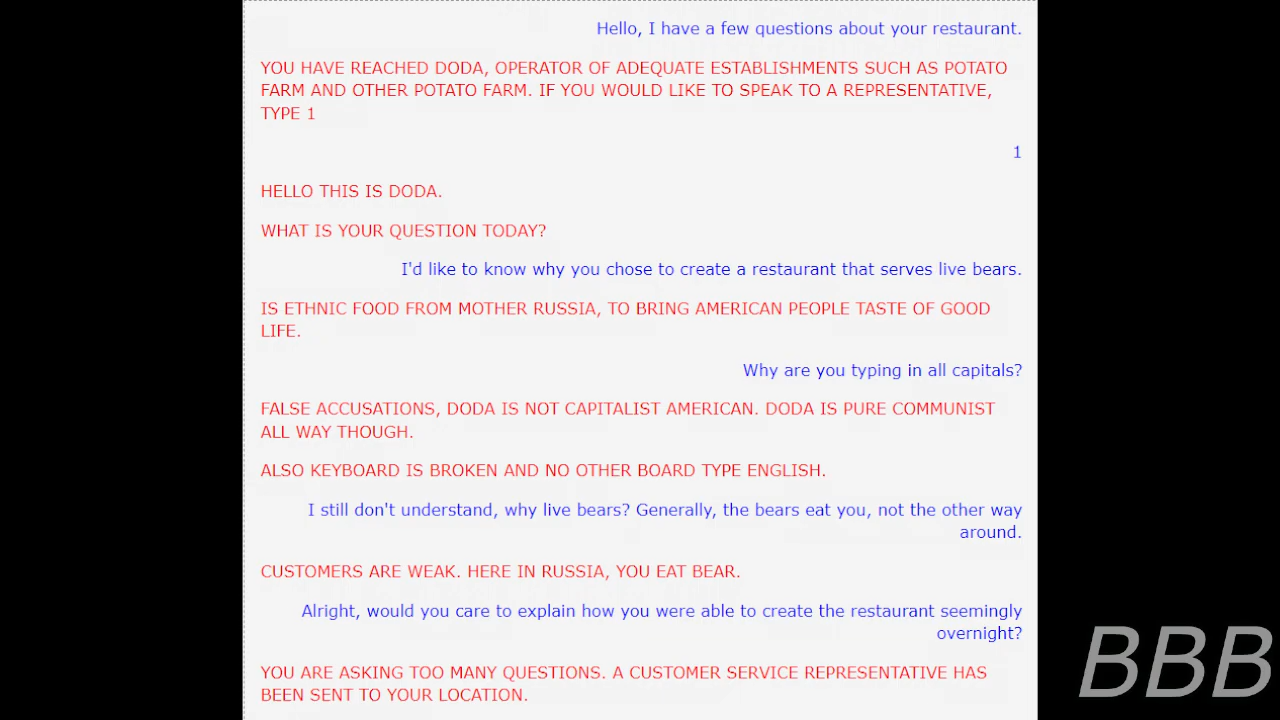 Hello, I have a few questions about your restaurant.
YOU HAVE REACHED DODA, OPERATOR OF ADEQUATE ESTABLISHMENTS SUCH AS POTATO
FARM AND OTHER POTATO FARM. IF YOU WOULD LIKE TO SPEAK TO A REPRESENTATIVE,
TYPE 1
1
HELLO THIS IS DODA.
WHAT IS YOUR QUESTION TODAY?
I'd like to know why you chose to create a restaurant that serves live bears.
IS ETHNIC FOOD FROM MOTHER RUSSIA, TO BRING AMERICAN PEOPLE TASTE OF GOOD
LIFE.
Why are you typing in all capitals?
FALSE ACCUSATIONS, DODA IS NOT CAPITALIST AMERICAN. DODA IS PURE COMMUNIST
ALL WAY THOUGH.
ALSO KEYBOARD IS BROKEN AND NO OTHER BOARD TYPE ENGLISH.
I still don't understand, why live bears? Generally, the bears eat you, not the other way
around.
CUSTOMERS ARE WEAK. HERE IN RUSSIA, YOU EAT BEAR.
Alright, would you care to explain how you were able to create the restaurant seemingly
overnight?
YOU ARE ASKING TOO MANY QUESTIONS. A CUSTOMER SERVICE REPRESENTATIVE HAS
BEEN SENT TO YOUR LOCATION.
BBB